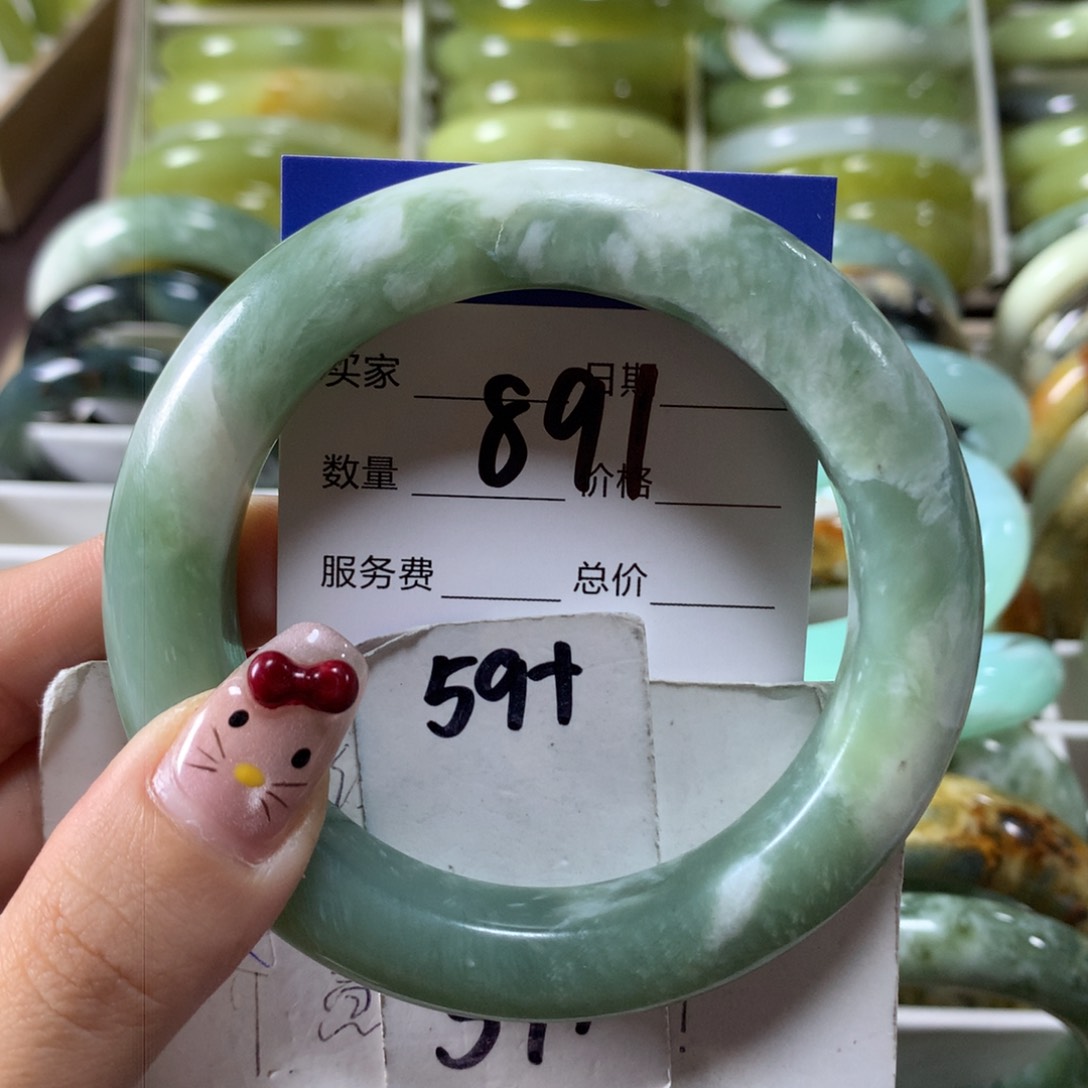 买家 日期
891
数量 价格
服务费 总价
59+